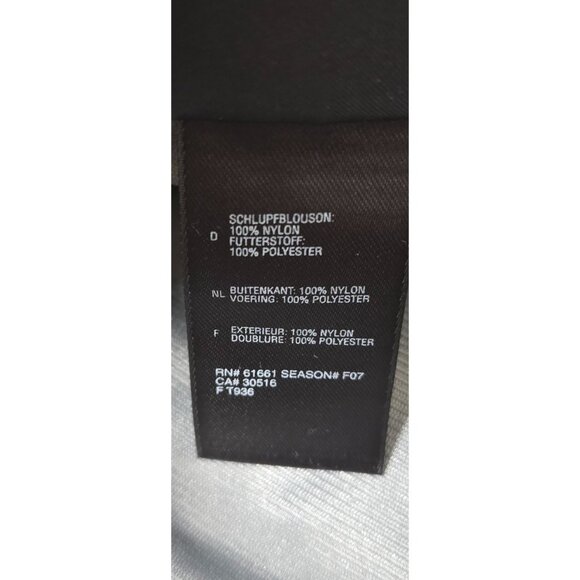 D SCHLUPFBLOUSON:
100% NYLON
FUTTERSTOFF:
100% POLYESTER
NL BUITENKANT: 100% NYLON
VOERING: 100% POLYESTER
F EXTERIEUR: 100% NYLON
DOUBLURE: 100% POLYESTER
RN# 61661 SEASON# F07
CA# 30516
F T936